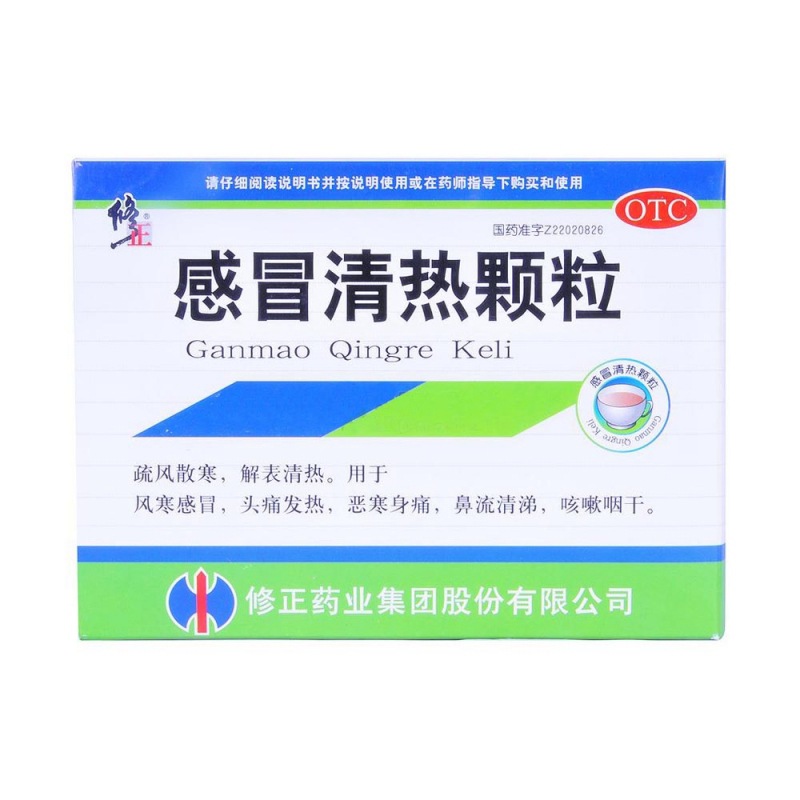 请仔细阅读说明书并按说明使用或在药师指导下购买和使用
修正®
OTC
国药准字Z22020826
感冒清热颗粒
Ganmao Qingre Keli
感冒清热颗粒
Ganmao Qingre Keli
疏风散寒，解表清热。用于
风寒感冒，头痛发热，恶寒身痛，鼻流清涕，咳嗽咽干。
修正药业集团股份有限公司